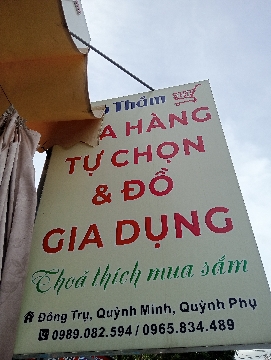 Thắm
HÀNG
TỰ CHỌN
& ĐỒ
GIA DỤNG
Thoả thích mua sắm
Đông Trụ, Quỳnh Minh, Quỳnh Phụ
0989.082.594 / 0965.834.489